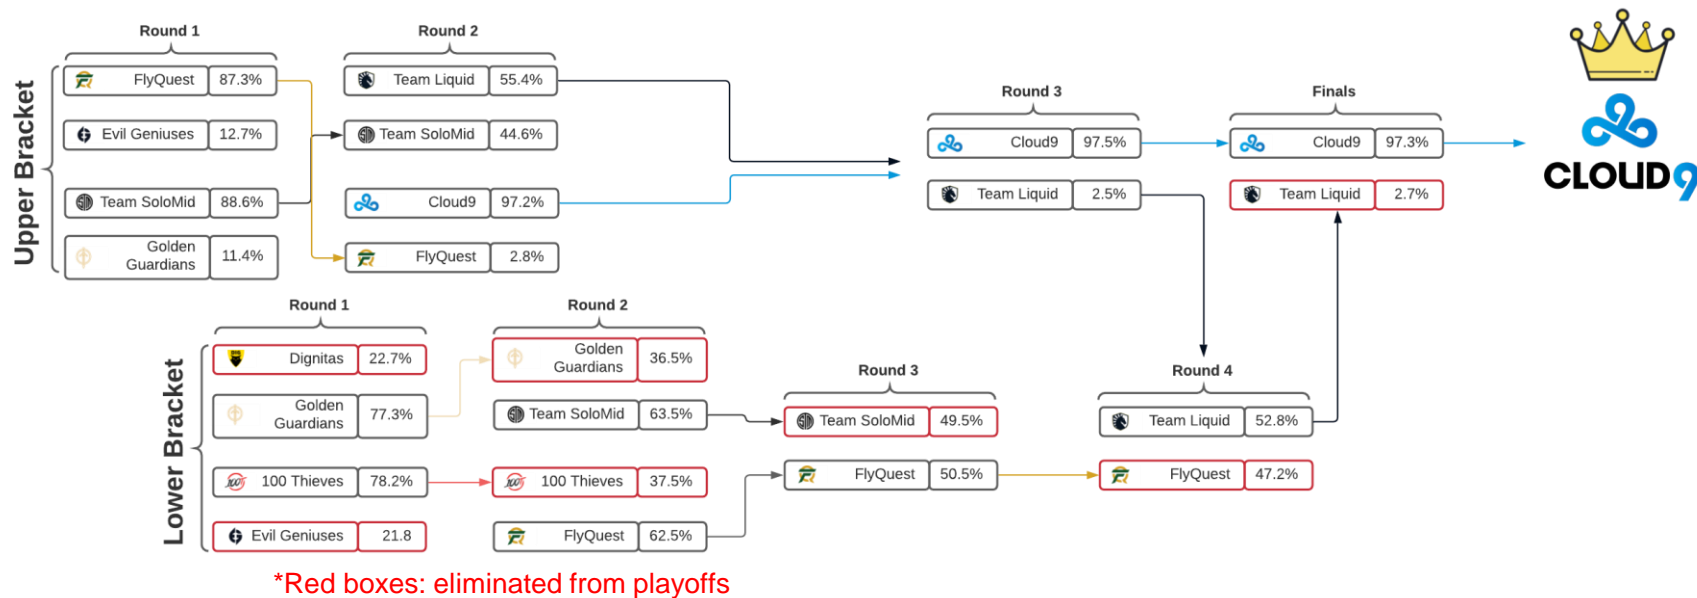 Upper Bracket
Round 1
FlyQuest 87.3%
Evil Geniuses 12.7%
Team SoloMid 88.6%
Golden
Guardians 11.4%
Round 2
Team Liquid 55.4%
Team SoloMid 44.6%
Cloud9 97.2%
FlyQuest 2.8%
Round 3
Cloud9 97.5%
Team Liquid 2.5%
Finals
Cloud9 97.3%
Team Liquid 2.7%
CLOUD9
Lower Bracket
Round 1
Dignitas 22.7%
Golden
Guardians 77.3%
100 Thieves 78.2%
Evil Geniuses 21.8
Round 2
Golden
Guardians 36.5%
Team SoloMid 63.5%
100 Thieves 37.5%
FlyQuest 62.5%
Round 3
Team SoloMid 49.5%
FlyQuest 50.5%
Round 4
Team Liquid 52.8%
FlyQuest 47.2%
*Red boxes: eliminated from playoffs